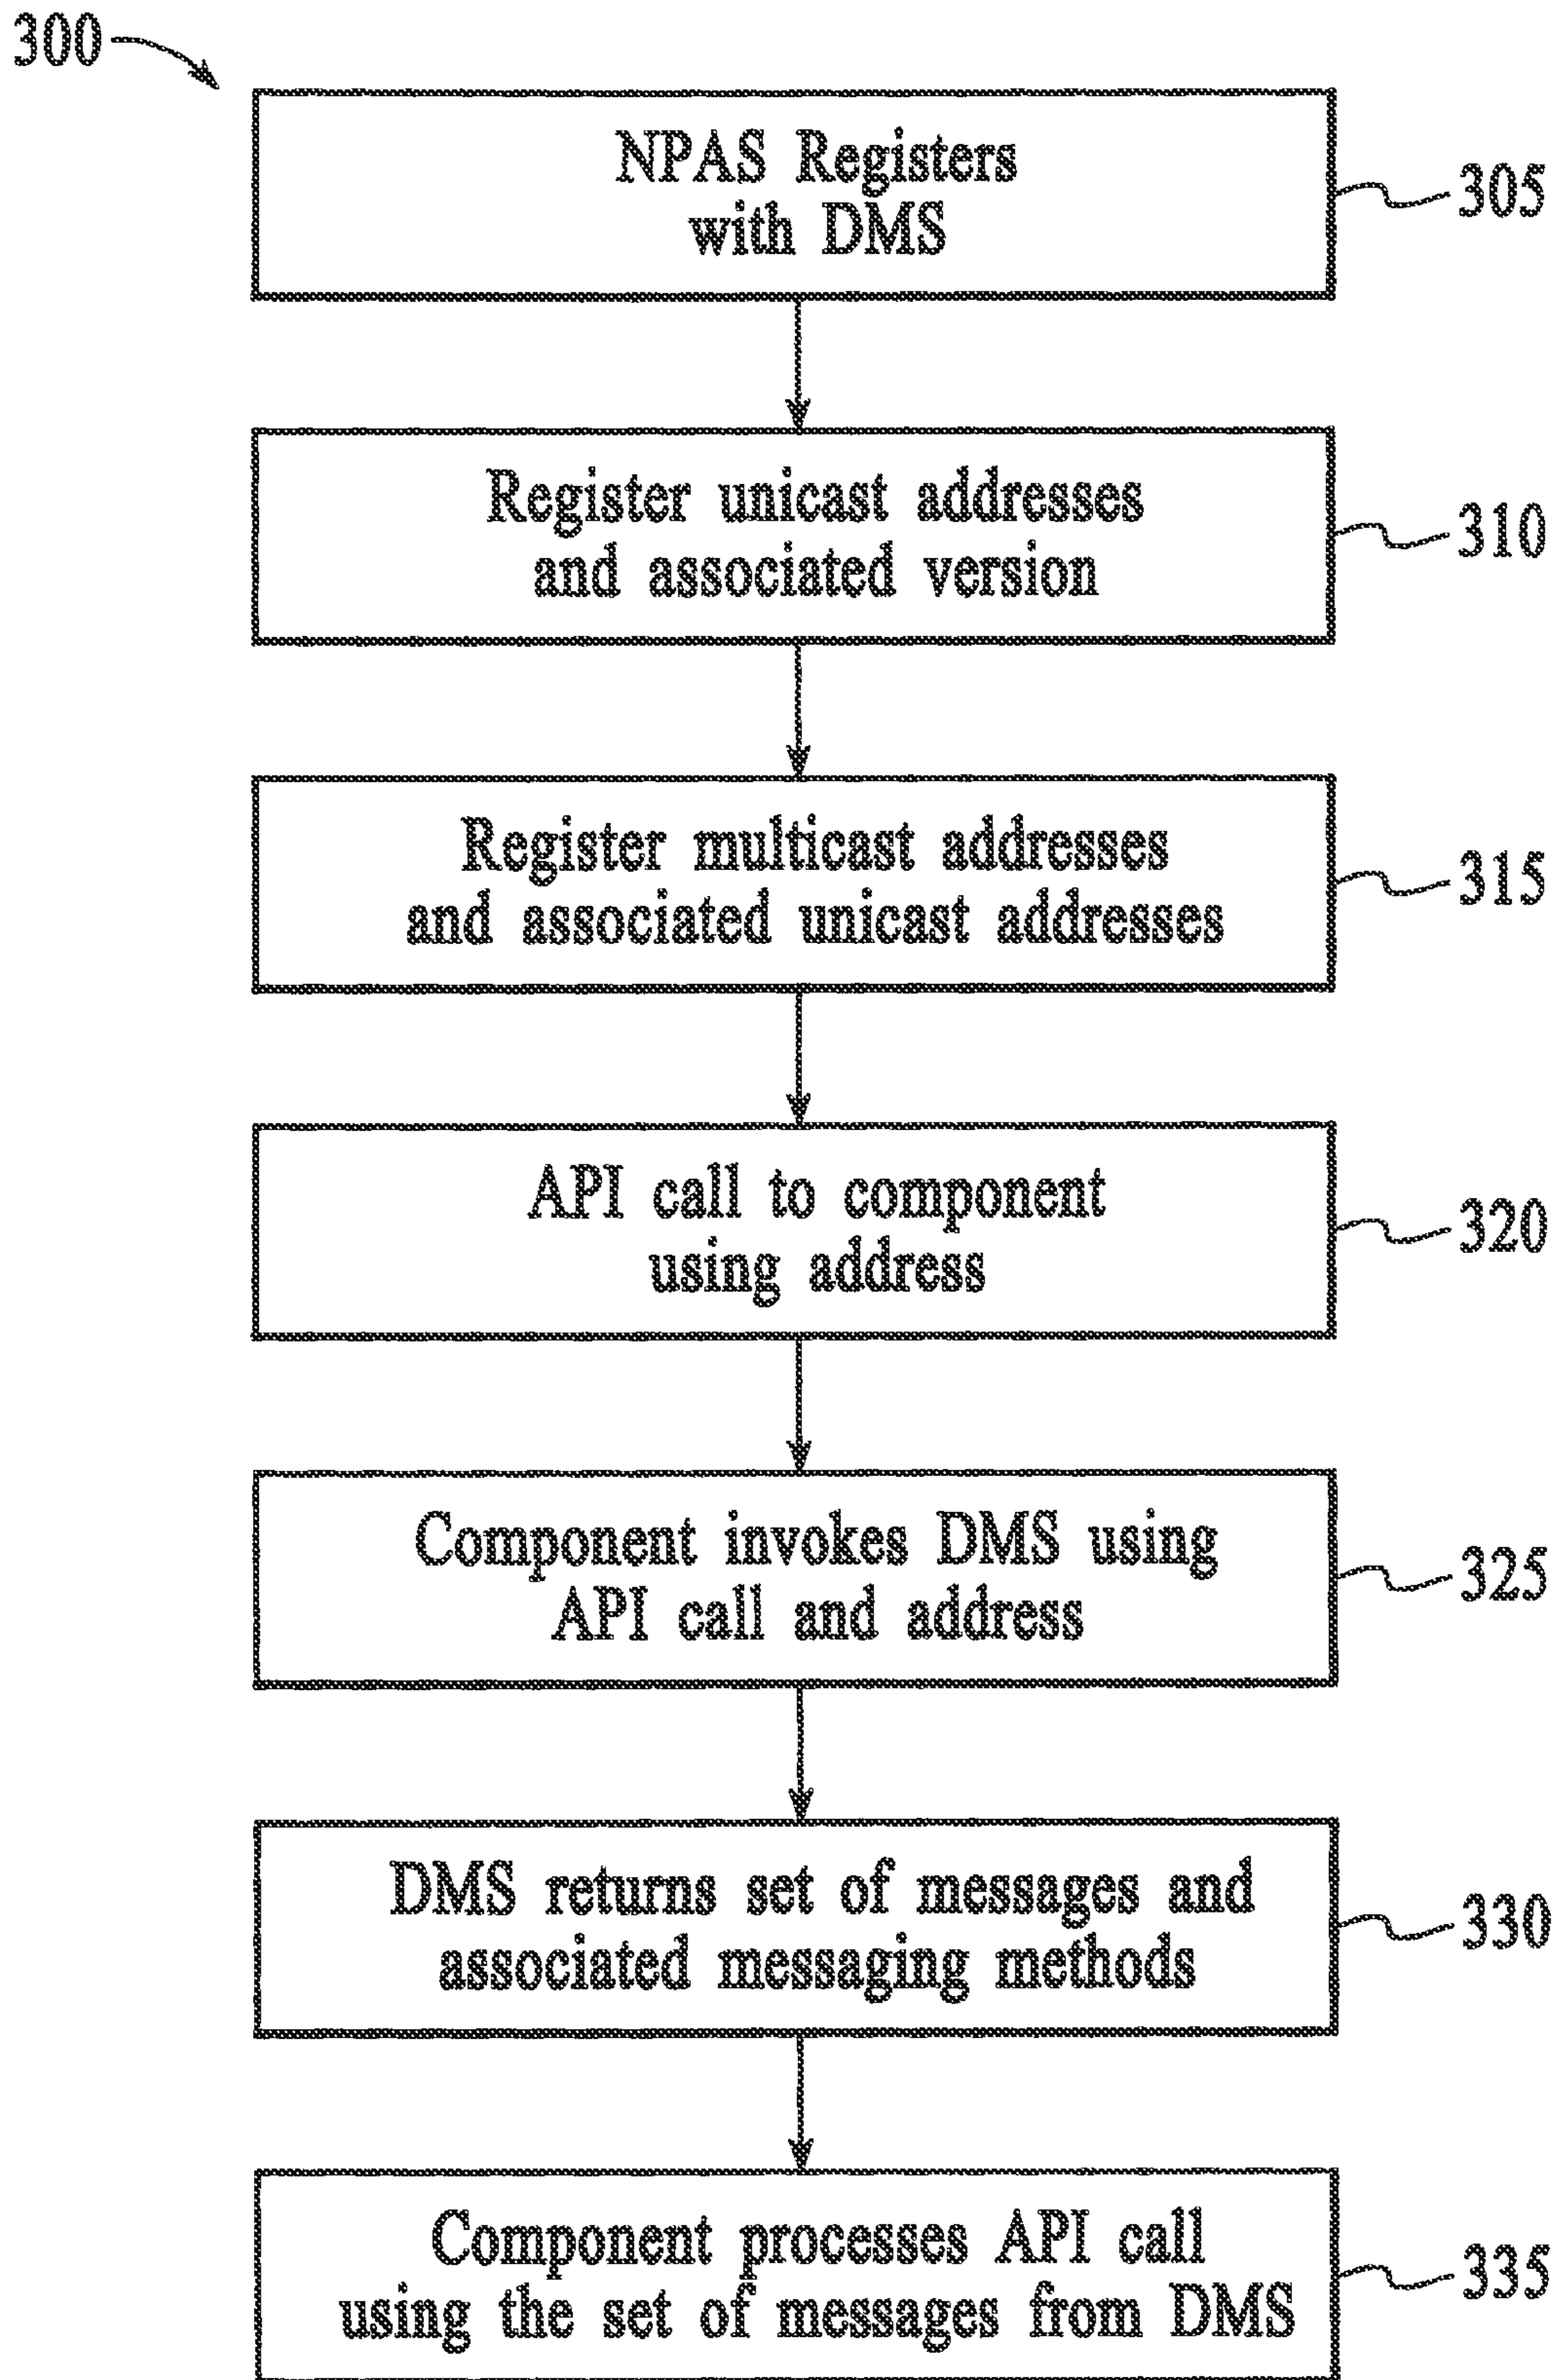 300
NPAS Registers
with DMS
305
Register unicast addresses
and associated version
310
Register multicast addresses
and associated unicast addresses
315
API call to component
using address
320
Component invokes DMS using
API call and address
325
DMS returns set of messages and
associated messaging methods
330
Component processes API call
using the set of messages from DMS
335